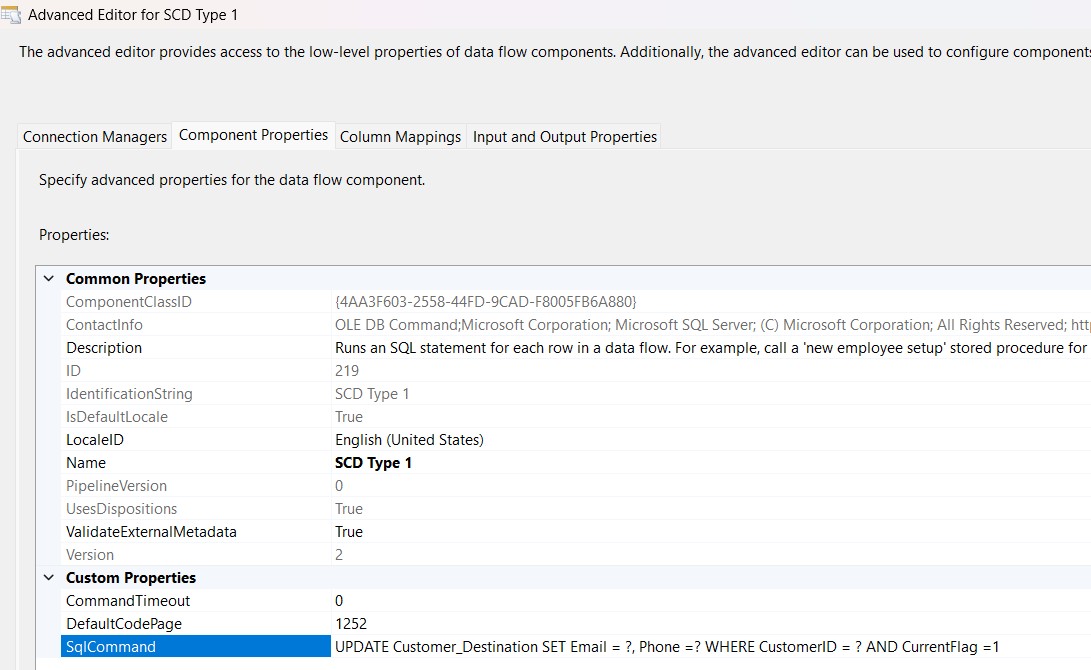 Advanced Editor for SCD Type 1
The advanced editor provides access to the low-level properties of data flow components. Additionally, the advanced editor can be used to configure components
Connection Managers Component Properties Column Mappings Input and Output Properties
Specify advanced properties for the data flow component.
Properties:
Common Properties
ComponentClassID {4AA3F603-2558-44FD-9CAD-F8005FB6A880}
ContactInfo OLE DB Command;Microsoft Corporation; Microsoft SQL Server; (C) Microsoft Corporation; All Rights Reserved; htt
Description Runs an SQL statement for each row in a data flow. For example, call a 'new employee setup' stored procedure for
ID 219
IdentificationString SCD Type 1
IsDefaultLocale True
LocaleID English (United States)
Name SCD Type 1
PipelineVersion 0
UsesDispositions True
ValidateExternalMetadata True
Version 2
Custom Properties
CommandTimeout 0
DefaultCodePage 1252
SqlCommand UPDATE Customer_Destination SET Email = ?, Phone =? WHERE CustomerID = ? AND CurrentFlag =1